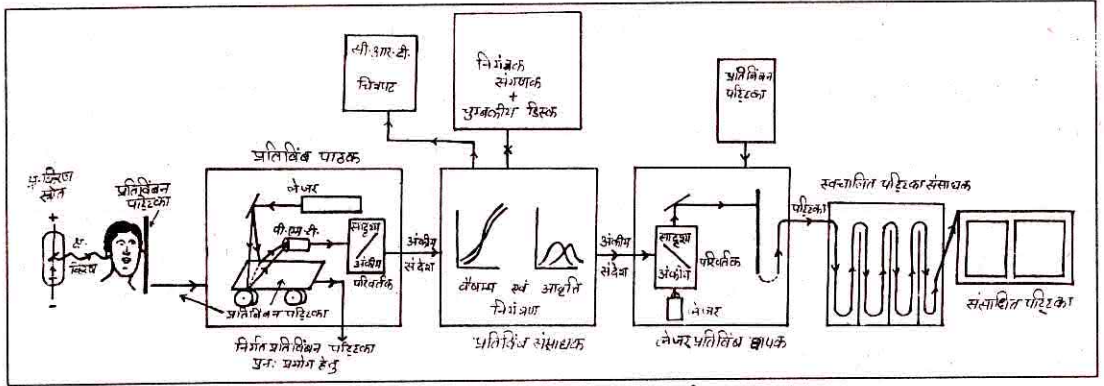 क्ष-किरण
स्रोत
क्ष-
किरण
प्रतिबिंबन
पट्टिका
प्रतिबिंब पाठक
लेजर
पी.एम.टी.
सादृश्य
अंकीय
परिवर्तक
प्रतिबिंबन पट्टिका
निर्गत प्रतिबिंबन पट्टिका
पुनः प्रयोग हेतु
अंकीय
संदेश
सी.आर.टी.
चित्रपट
नियंत्रक
संगणक
+
चुम्बकीय डिस्क
वैषम्य एवं आवृति
नियंत्रण
प्रतिबिंब संसाधक
अंकीय
संदेश
प्रतिबिंबन
पट्टिका
सादृश्य
अंकीय
परिवर्तक
लेजर
लेजर प्रतिबिंब छापक
पट्टिका
स्वचालित पट्टिका संसाधक
संसाधित पट्टिका